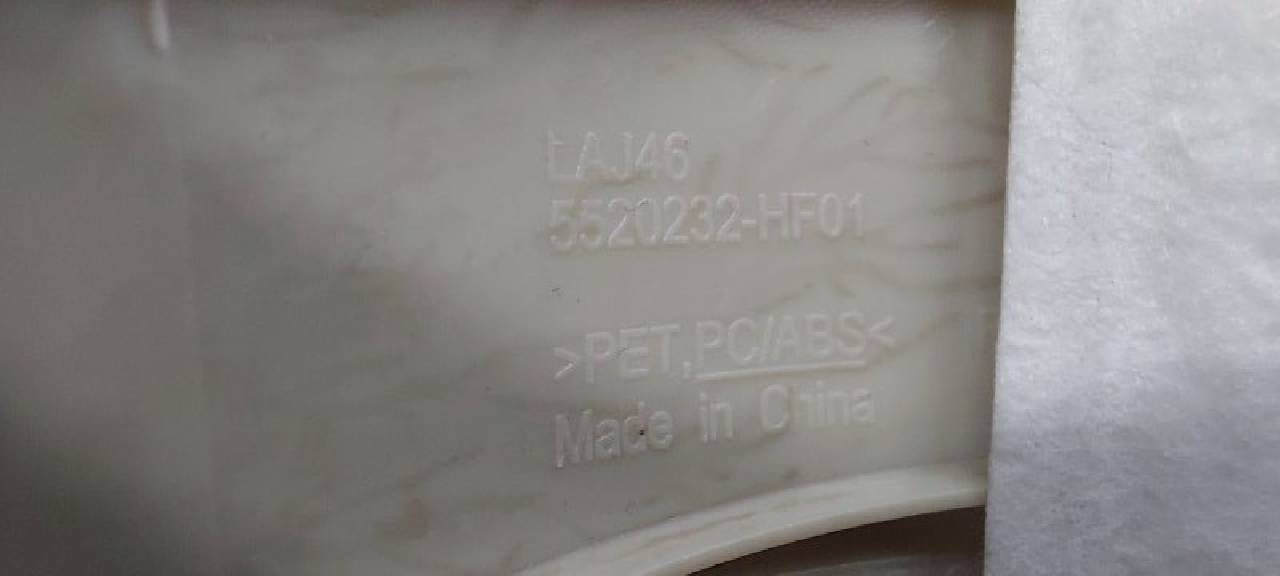 LAJ46
5520232-HF01
>PET,PC/ABS<
Made in China